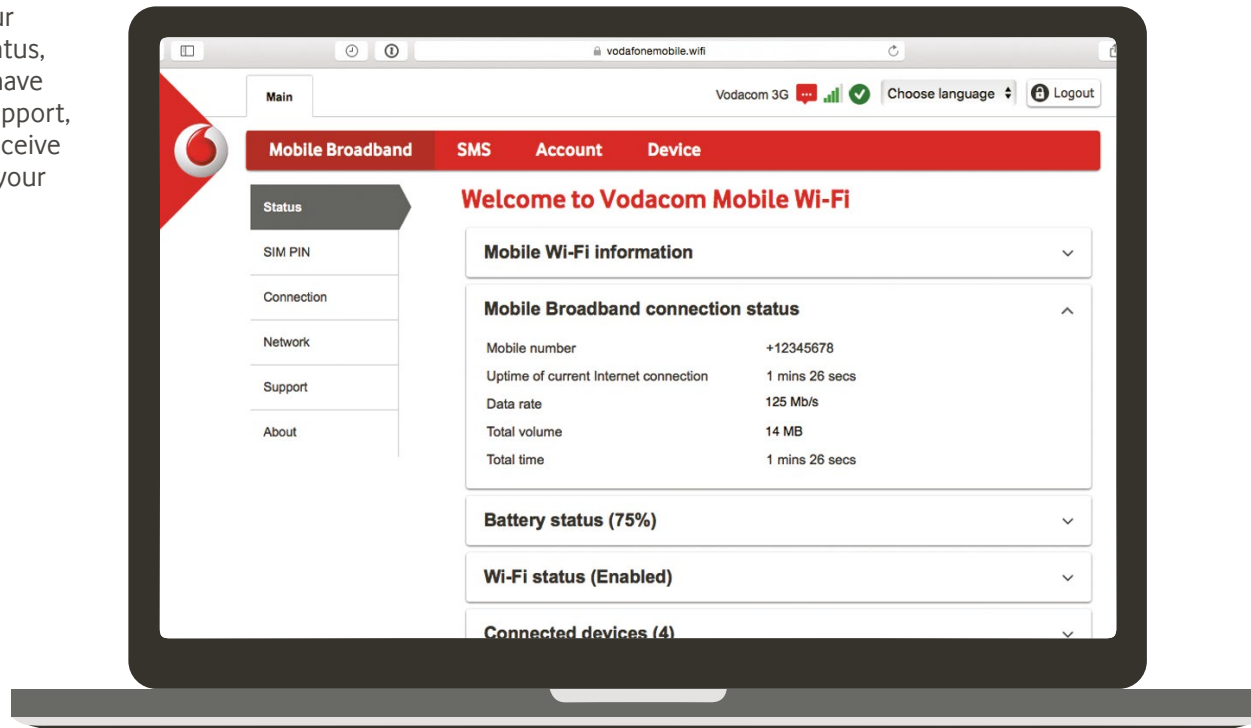 ur
atus,
have
pport,
ceive
your
vodafonemobile.wifi
Main
Vodacom 3G
Choose language
Logout
Mobile Broadband SMS Account Device
Status
SIM PIN
Connection
Network
Support
About
Welcome to Vodacom Mobile Wi-Fi
Mobile Wi-Fi information
Mobile Broadband connection status
Mobile number +12345678
Uptime of current Internet connection 1 mins 26 secs
Data rate 125 Mb/s
Total volume 14 MB
Total time 1 mins 26 secs
Battery status (75%)
Wi-Fi status (Enabled)
Connected devices (4)